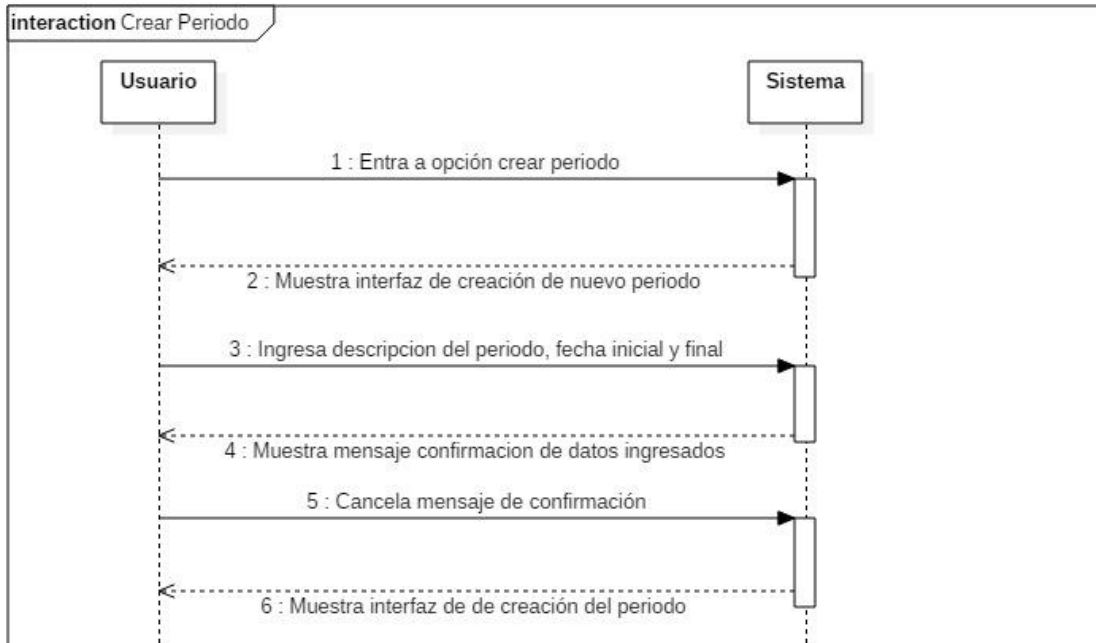 interaction Crear Periodo
Usuario
Sistema
1 : Entra a opción crear periodo
2 : Muestra interfaz de creación de nuevo periodo
3 : Ingresa descripcion del periodo, fecha inicial y final
4 : Muestra mensaje confirmacion de datos ingresados
5 : Cancela mensaje de confirmación
6 : Muestra interfaz de de creación del periodo